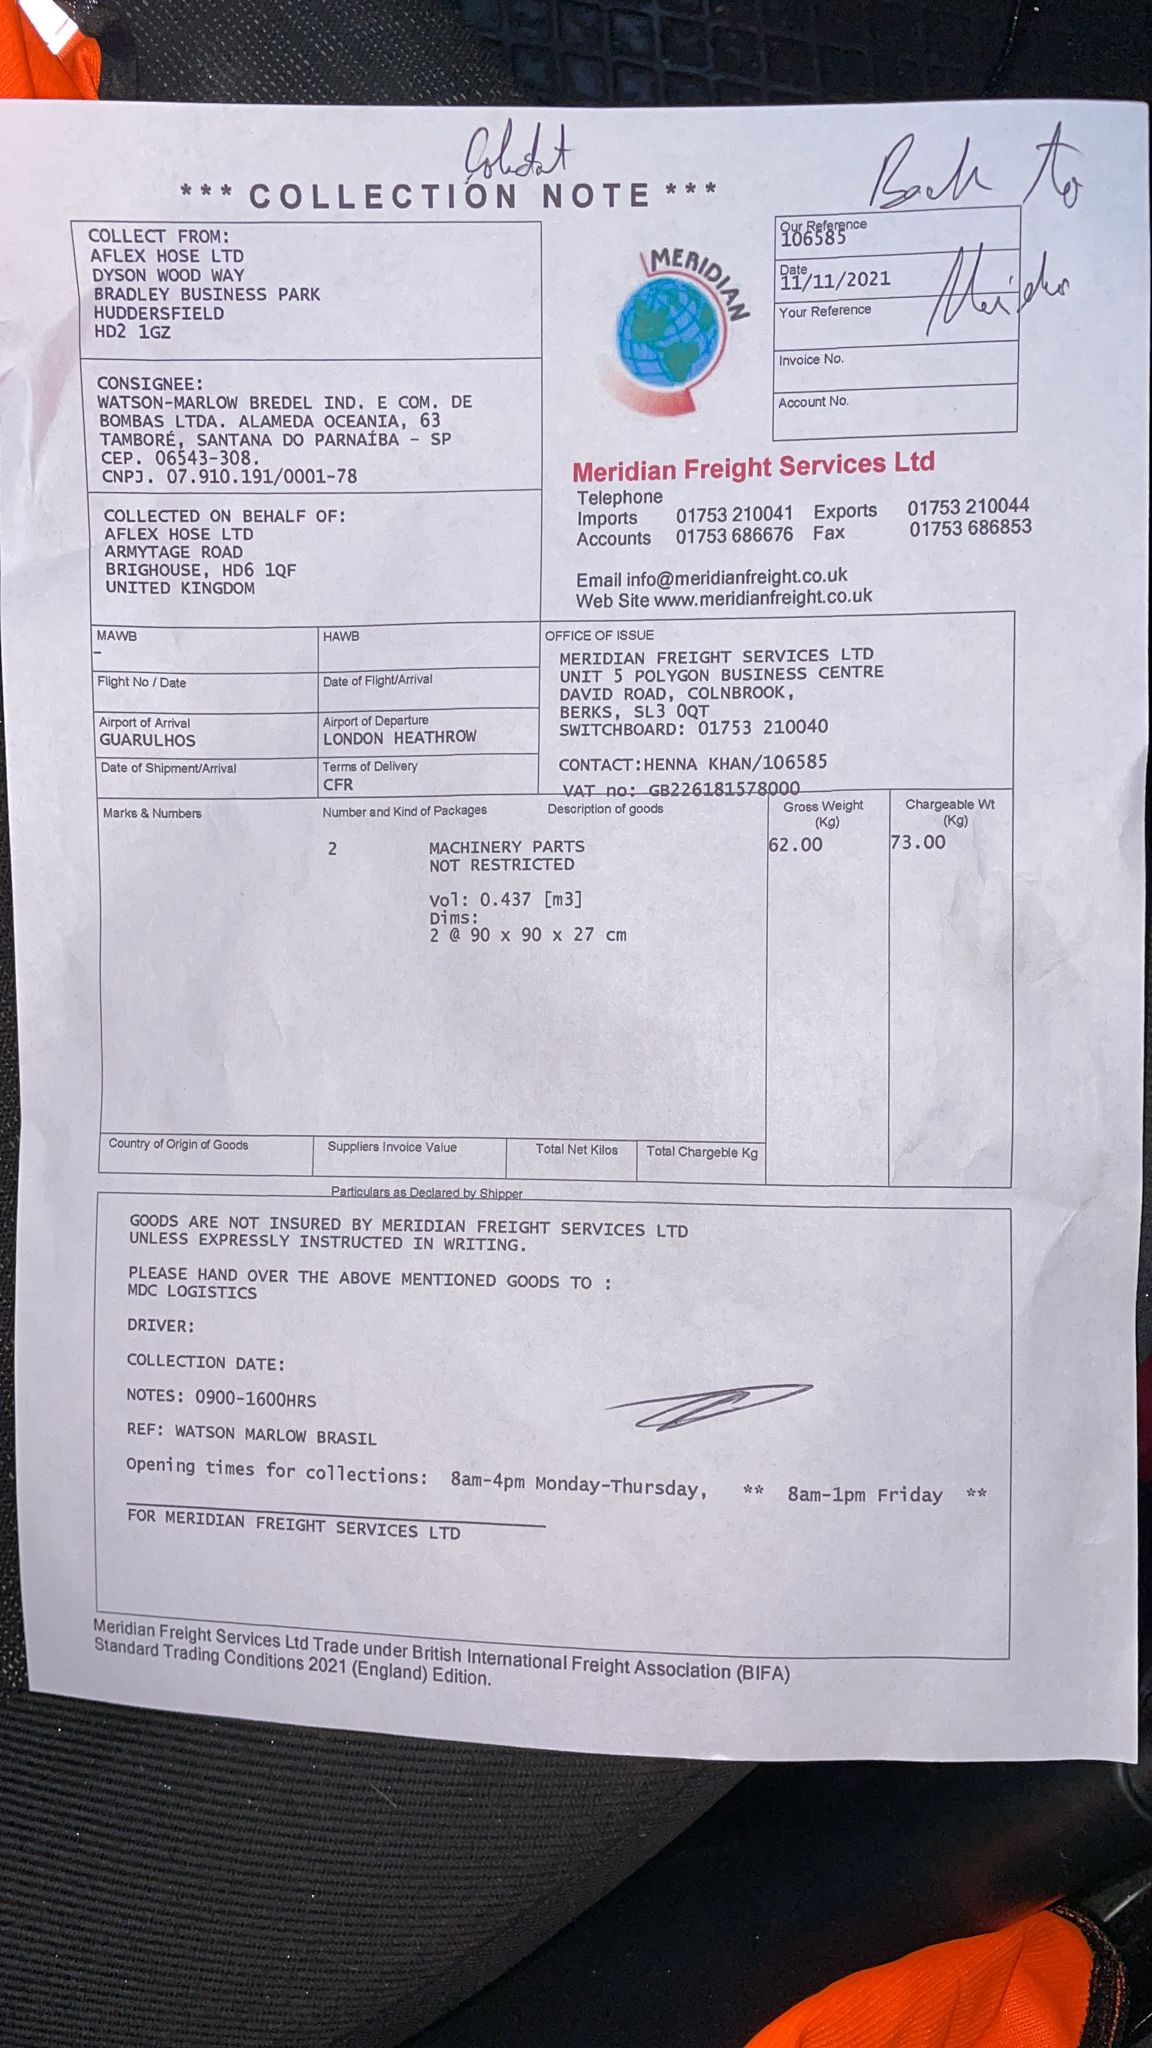 *** COLLECTION NOTE ***
Back to
COLLECT FROM:
AFLEX HOSE LTD
DYSON WOOD WAY
BRADLEY BUSINESS PARK
HUDDERSFIELD
HD2 1GZ
MERIDIAN
Our Reference
106585
Date
11/11/2021
Your Reference
Invoice No.
Account No.
CONSIGNEE:
WATSON-MARLOW BREDEL IND. E COM. DE
BOMBAS LTDA. ALAMEDA OCEANIA, 63
TAMBORÉ, SANTANA DO PARNAÍBA - SP
CEP. 06543-308.
CNPJ. 07.910.191/0001-78
Meridian Freight Services Ltd
Telephone
Imports 01753 210041 Exports 01753 210044
Accounts 01753 686676 Fax 01753 686853
Email info@meridianfreight.co.uk
Web Site www.meridianfreight.co.uk
COLLECTED ON BEHALF OF:
AFLEX HOSE LTD
ARMYTAGE ROAD
BRIGHOUSE, HD6 1QF
UNITED KINGDOM
MAWB
-
HAWB
Flight No / Date
Date of Flight/Arrival
Airport of Arrival
GUARULHOS
Airport of Departure
LONDON HEATHROW
Date of Shipment/Arrival
Terms of Delivery
CFR
OFFICE OF ISSUE
MERIDIAN FREIGHT SERVICES LTD
UNIT 5 POLYGON BUSINESS CENTRE
DAVID ROAD, COLNBROOK,
BERKS, SL3 0QT
SWITCHBOARD: 01753 210040
CONTACT:HENNA KHAN/106585
VAT no: GB226181578000
Marks & Numbers
Number and Kind of Packages
Description of goods
Gross Weight
(Kg)
Chargeable Wt
(Kg)
2 MACHINERY PARTS 62.00 73.00
NOT RESTRICTED
Vol: 0.437 [m3]
Dims:
2 @ 90 x 90 x 27 cm
Country of Origin of Goods
Suppliers Invoice Value
Total Net Kilos
Total Chargeble Kg
Particulars as Declared by Shipper
GOODS ARE NOT INSURED BY MERIDIAN FREIGHT SERVICES LTD
UNLESS EXPRESSLY INSTRUCTED IN WRITING.
PLEASE HAND OVER THE ABOVE MENTIONED GOODS TO :
MDC LOGISTICS
DRIVER:
COLLECTION DATE:
NOTES: 0900-1600HRS
REF: WATSON MARLOW BRASIL
Opening times for collections: 8am-4pm Monday-Thursday, ** 8am-1pm Friday **
FOR MERIDIAN FREIGHT SERVICES LTD
Meridian Freight Services Ltd Trade under British International Freight Association (BIFA)
Standard Trading Conditions 2021 (England) Edition.